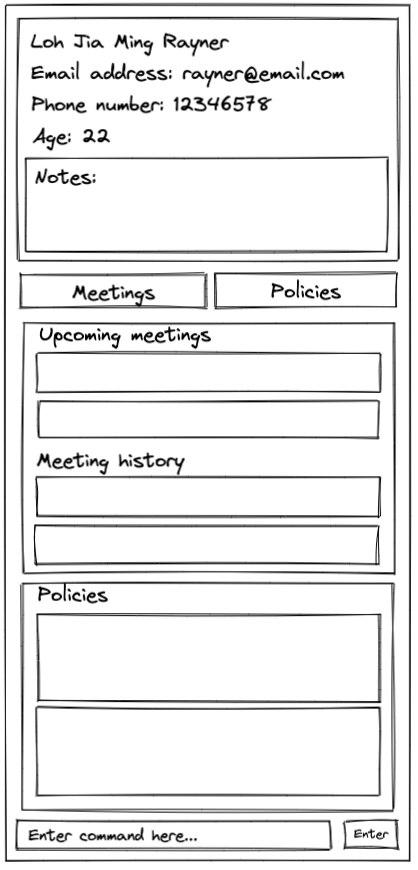 Loh Jia Ming Rayner
Email address: rayner@email.com
Phone number: 12346578
Age: 22
Notes:
Meetings
Policies
Upcoming meetings
Meeting history
Policies
Enter command here...
Enter